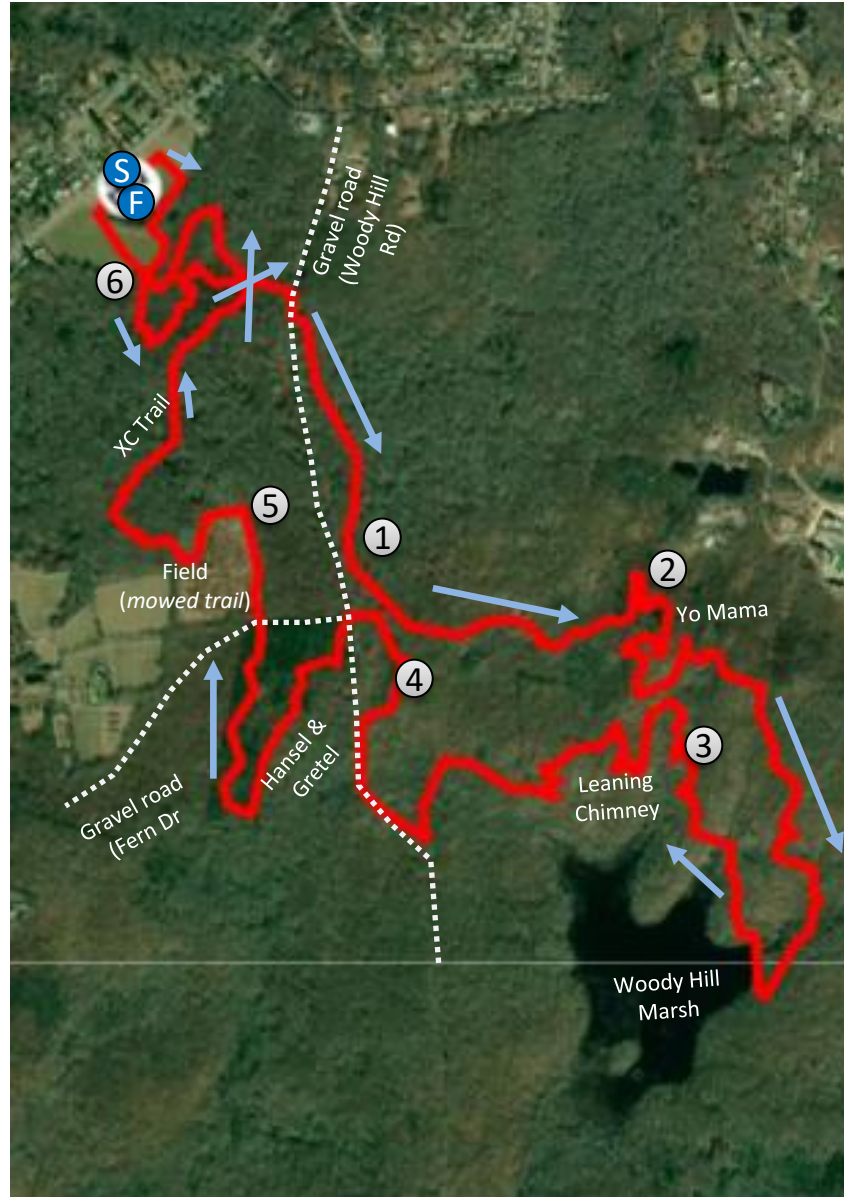 S
F
Gravel road
(Woody Hill
Rd)
6
XC Trail
5
1
Field
(mowed trail)
2
Yo Mama
4
3
Hansel &
Gretel
Leaning
Chimney
Gravel road
(Fern Dr
Woody Hill
Marsh